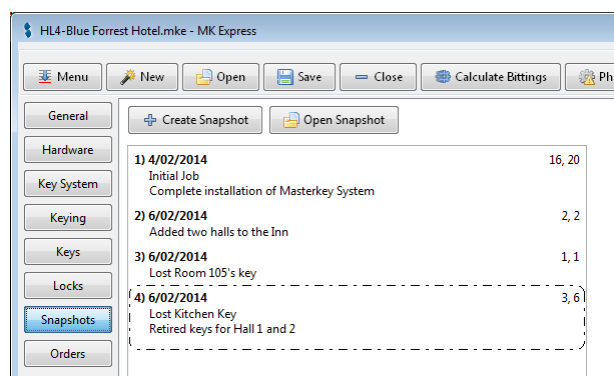 HL4-Blue Forrest Hotel.mke - MK Express
Menu New Open Save Close Calculate Bittings Ph
General
Hardware
Key System
Keying
Keys
Locks
Snapshots
Orders
Create Snapshot Open Snapshot
1) 4/02/2014 16, 20
Initial Job
Complete installation of Masterkey System
2) 6/02/2014 2, 2
Added two halls to the Inn
3) 6/02/2014 1, 1
Lost Room 105's key
4) 6/02/2014 3, 6
Lost Kitchen Key
Retired keys for Hall 1 and 2